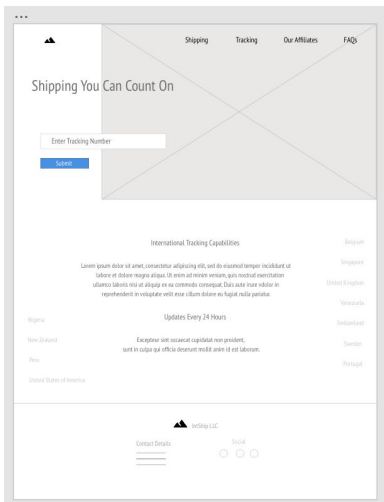 Shipping Tracking Our Affiliates FAQs
Shipping You Can Count On
Enter Tracking Number
Submit
International Tracking Capabilities
Lorem ipsum dolor sit amet, consectetur adipiscing elit, sed do eiusmod tempor incididunt ut
labore et dolore magna aliqua. Ut enim ad minim veniam, quis nostrud exercitation
ullamco laboris nisi ut aliquip ex ea commodo consequat. Duis aute irure vdolor in
reprehenderit in voluptate velit esse cillum dolore eu fugiat nulla pariatur.
Updates Every 24 Hours
Excepteur sint occaecat cupidatat non proident,
sunt in culpa qui officia deserunt mollit anim id est laborum.
Belgium
Singapore
United Kingdom
Venezuela
Switzerland
Sweden
Portugal
Nigeria
New Zealand
Peru
United States of America
IntShip LLC
Contact Details
Social